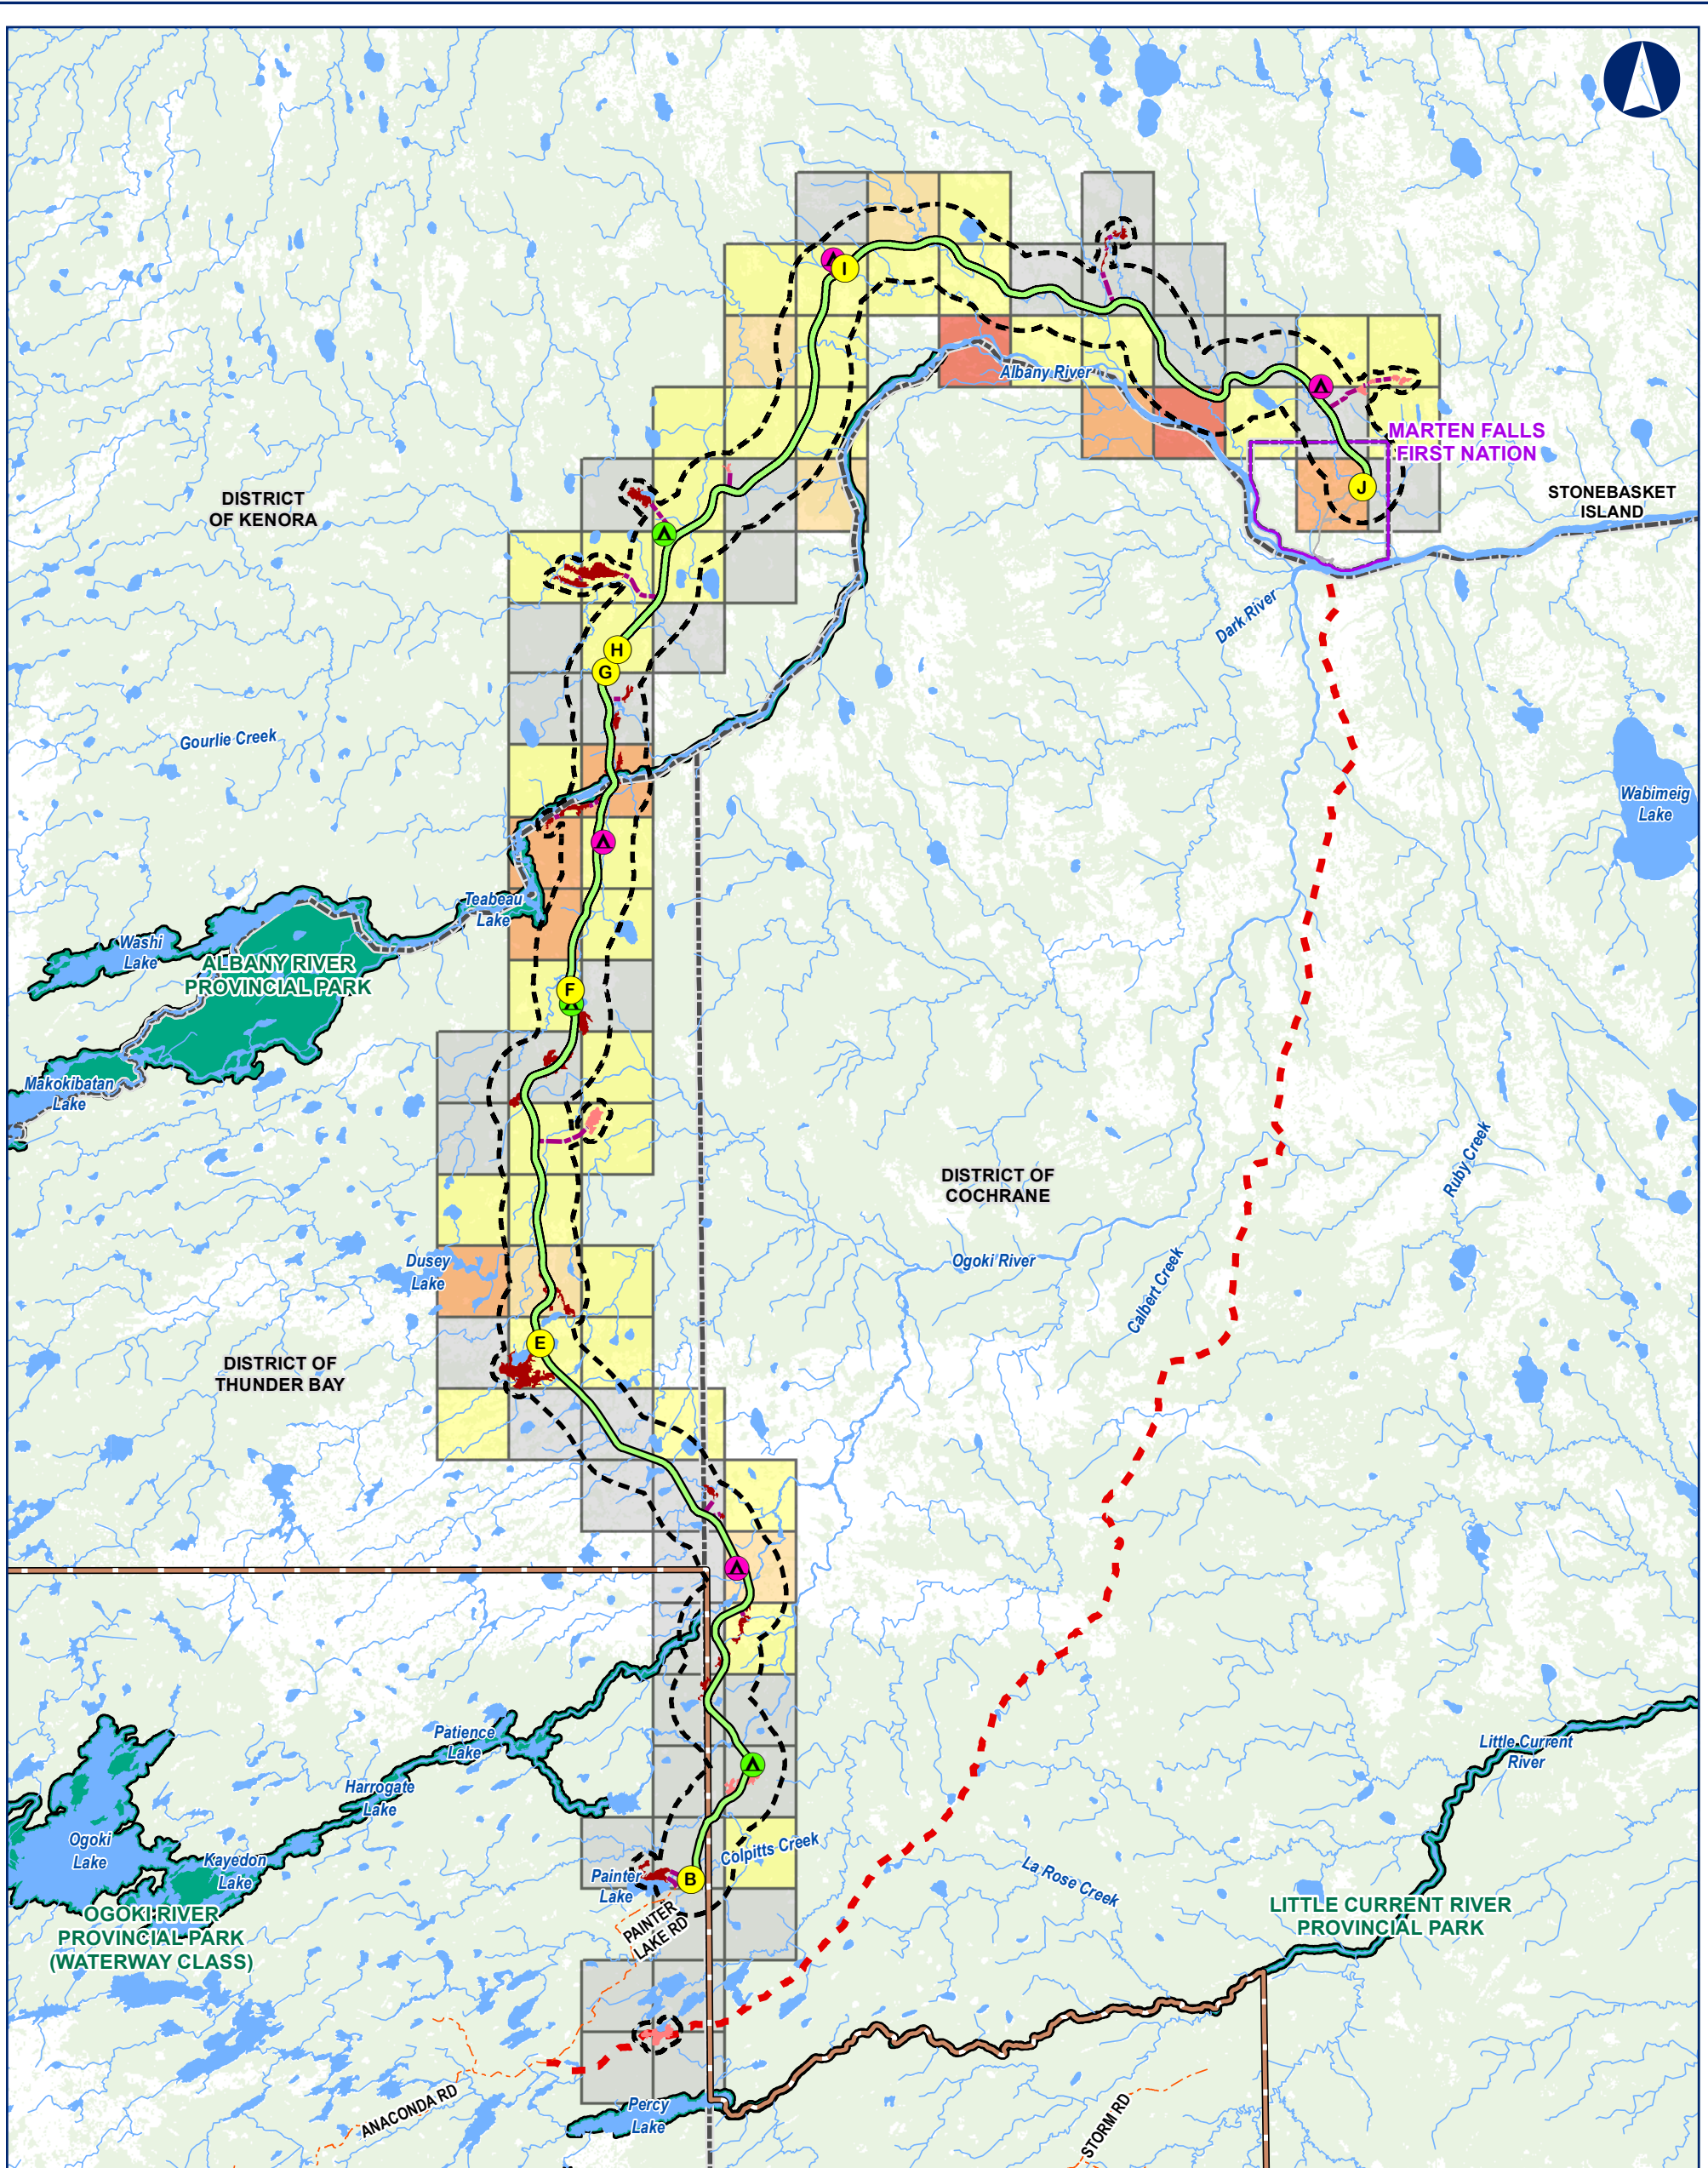 I
Albany River
MARTEN FALLS
FIRST NATION
J
STONEBASKET
ISLAND
DISTRICT
OF KENORA
Dark River
H
G
Gourlie Creek
Wabimeig
Lake
Teabeau
Lake
Washi
Lake
ALBANY RIVER
PROVINCIAL PARK
F
Makokibatan
Lake
DISTRICT OF
COCHRANE
Ruby Creek
Dusey
Lake
Ogoki River
Calbert Creek
E
DISTRICT OF
THUNDER BAY
Patience
Lake
Little Current
River
Harrogate
Lake
Ogoki
Lake
Kayedon
Lake
Colpitts Creek
Painter
Lake
B
La Rose Creek
OGOKI RIVER
PROVINCIAL PARK
(WATERWAY CLASS)
PAINTER
LAKE RD
LITTLE CURRENT RIVER
PROVINCIAL PARK
ANACONDA RD
Percy
Lake
STORM RD